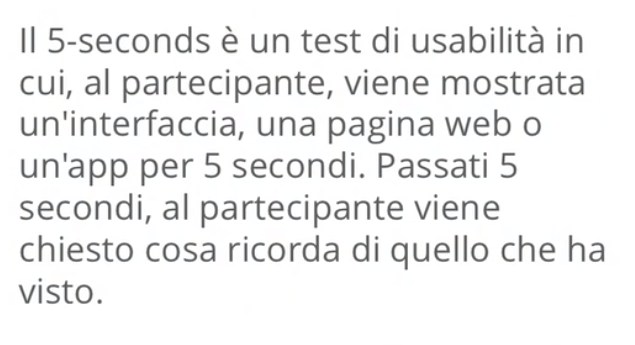 Il 5-seconds è un test di usabilità in
cui, al partecipante, viene mostrata
un'interfaccia, una pagina web o
un'app per 5 secondi. Passati 5
secondi, al partecipante viene
chiesto cosa ricorda di quello che ha
visto.